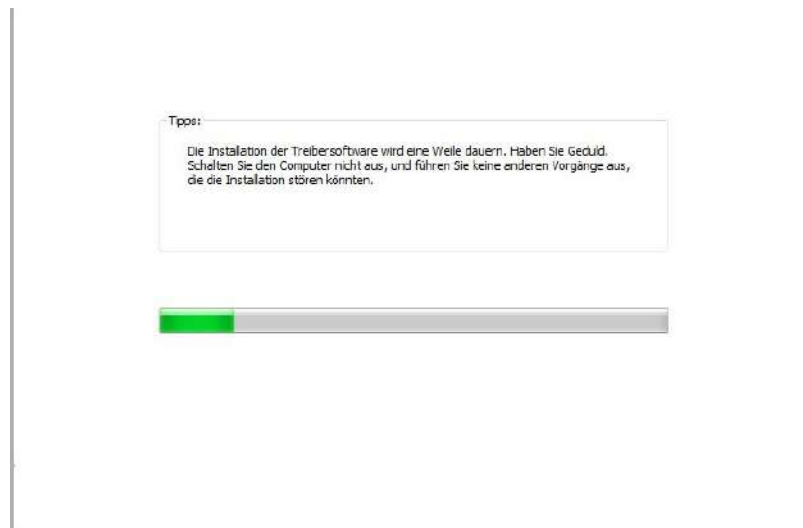 Tipps:
Die Installation der Treibersoftware wird eine Weile dauern. Haben Sie Geduld.
Schalten Sie den Computer nicht aus, und führen Sie keine anderen Vorgänge aus,
die die Installation stören könnten.